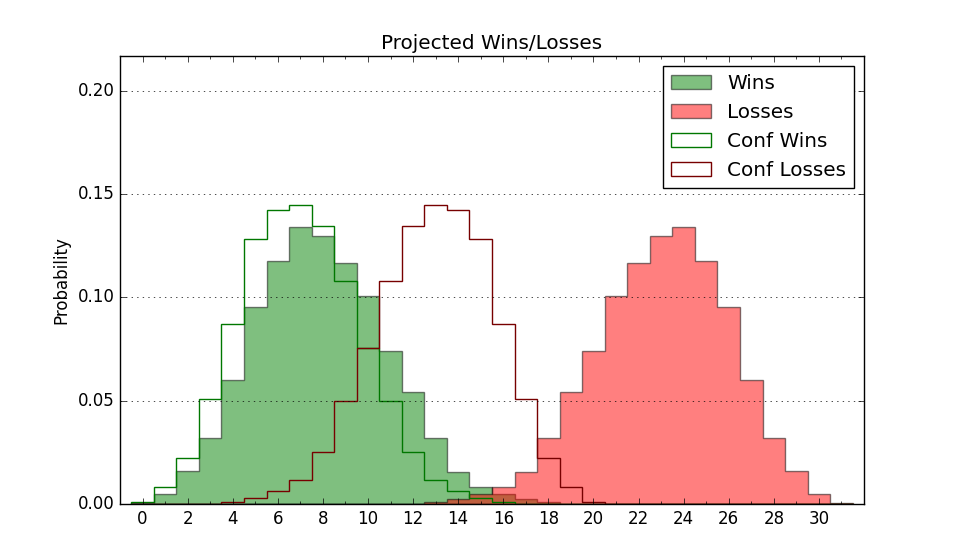 Projected Wins/Losses
0.20
0.15
0.10
0.05
0.00
Probability
Wins
Losses
Conf Wins
Conf Losses
0 2 4 6 8 10 12 14 16 18 20 22 24 26 28 30